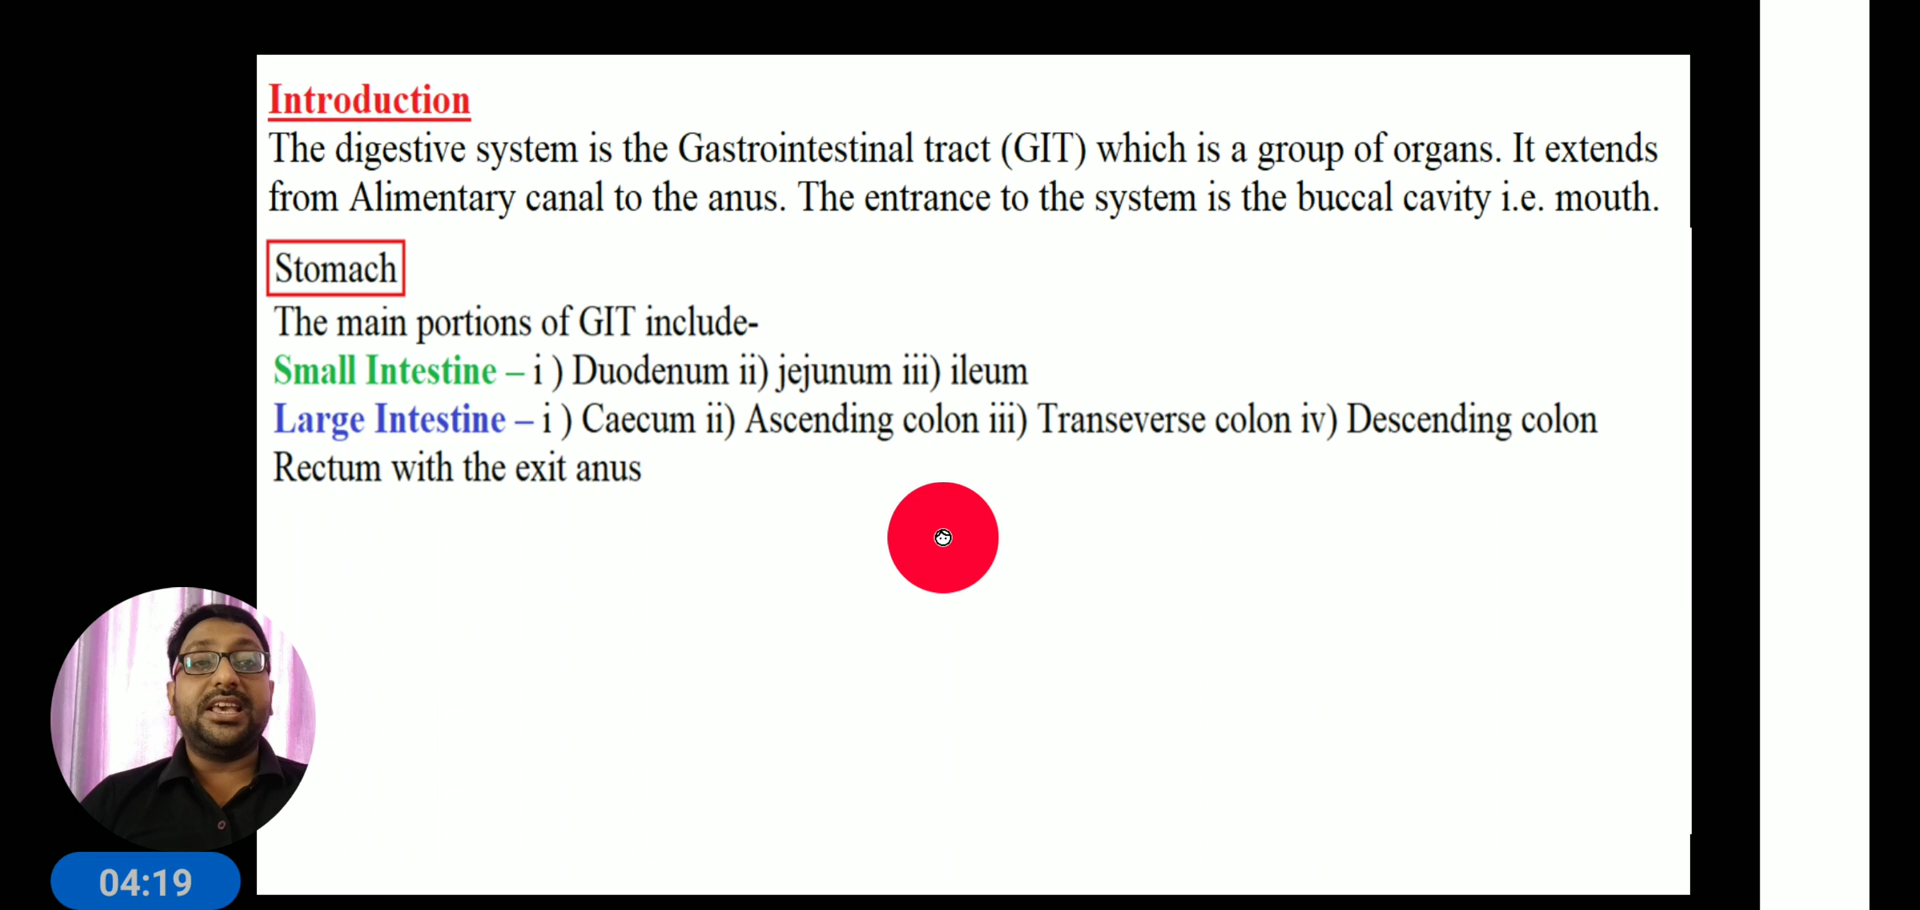 Introduction
The digestive system is the Gastrointestinal tract (GIT) which is a group of organs. It extends
from Alimentary canal to the anus. The entrance to the system is the buccal cavity i.e. mouth.
Stomach
The main portions of GIT include-
Small Intestine – i ) Duodenum ii) jejunum iii) ileum
Large Intestine – i ) Caecum ii) Ascending colon iii) Transeverse colon iv) Descending colon
Rectum with the exit anus
04:19